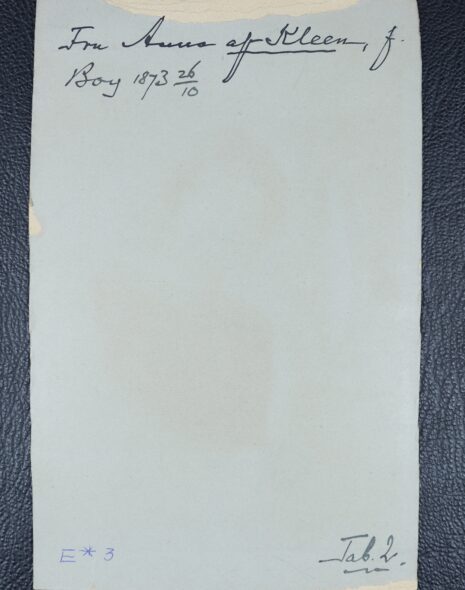 Fru Anna af Kleen, f.
Boy 1873 26/10
E* 3
Tab. 2.